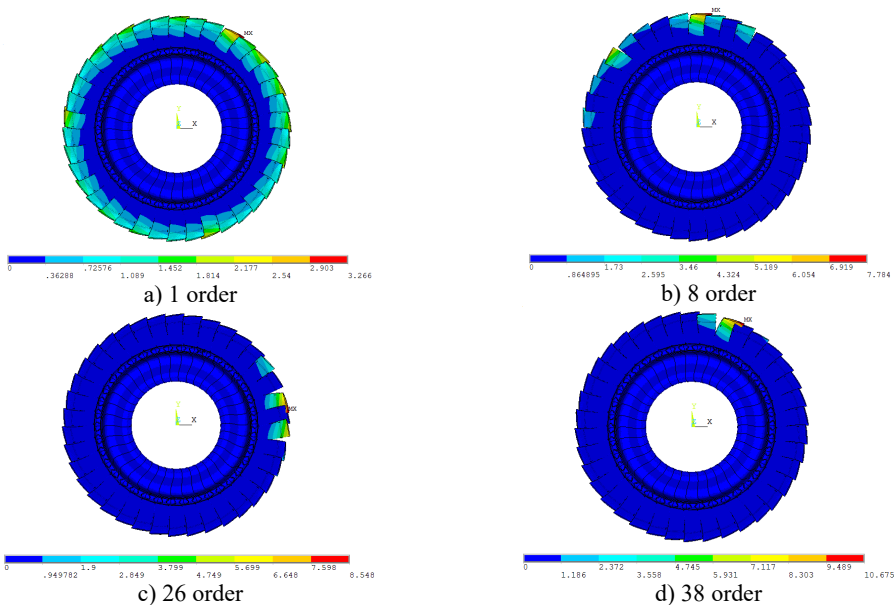 MX
Y
Z X
0 .72576 1.452 2.177 2.903
.36288 1.089 1.814 2.54 3.266
a) 1 order
MX
Y
Z X
0 1.73 3.46 5.189 6.919
.864895 2.595 4.324 6.054 7.784
b) 8 order
MX
Y
Z X
0 1.9 3.799 5.699 7.598
.949782 2.849 4.749 6.648 8.548
c) 26 order
MX
Y
Z X
0 2.372 4.745 7.117 9.489
1.186 3.558 5.931 8.303 10.675
d) 38 order